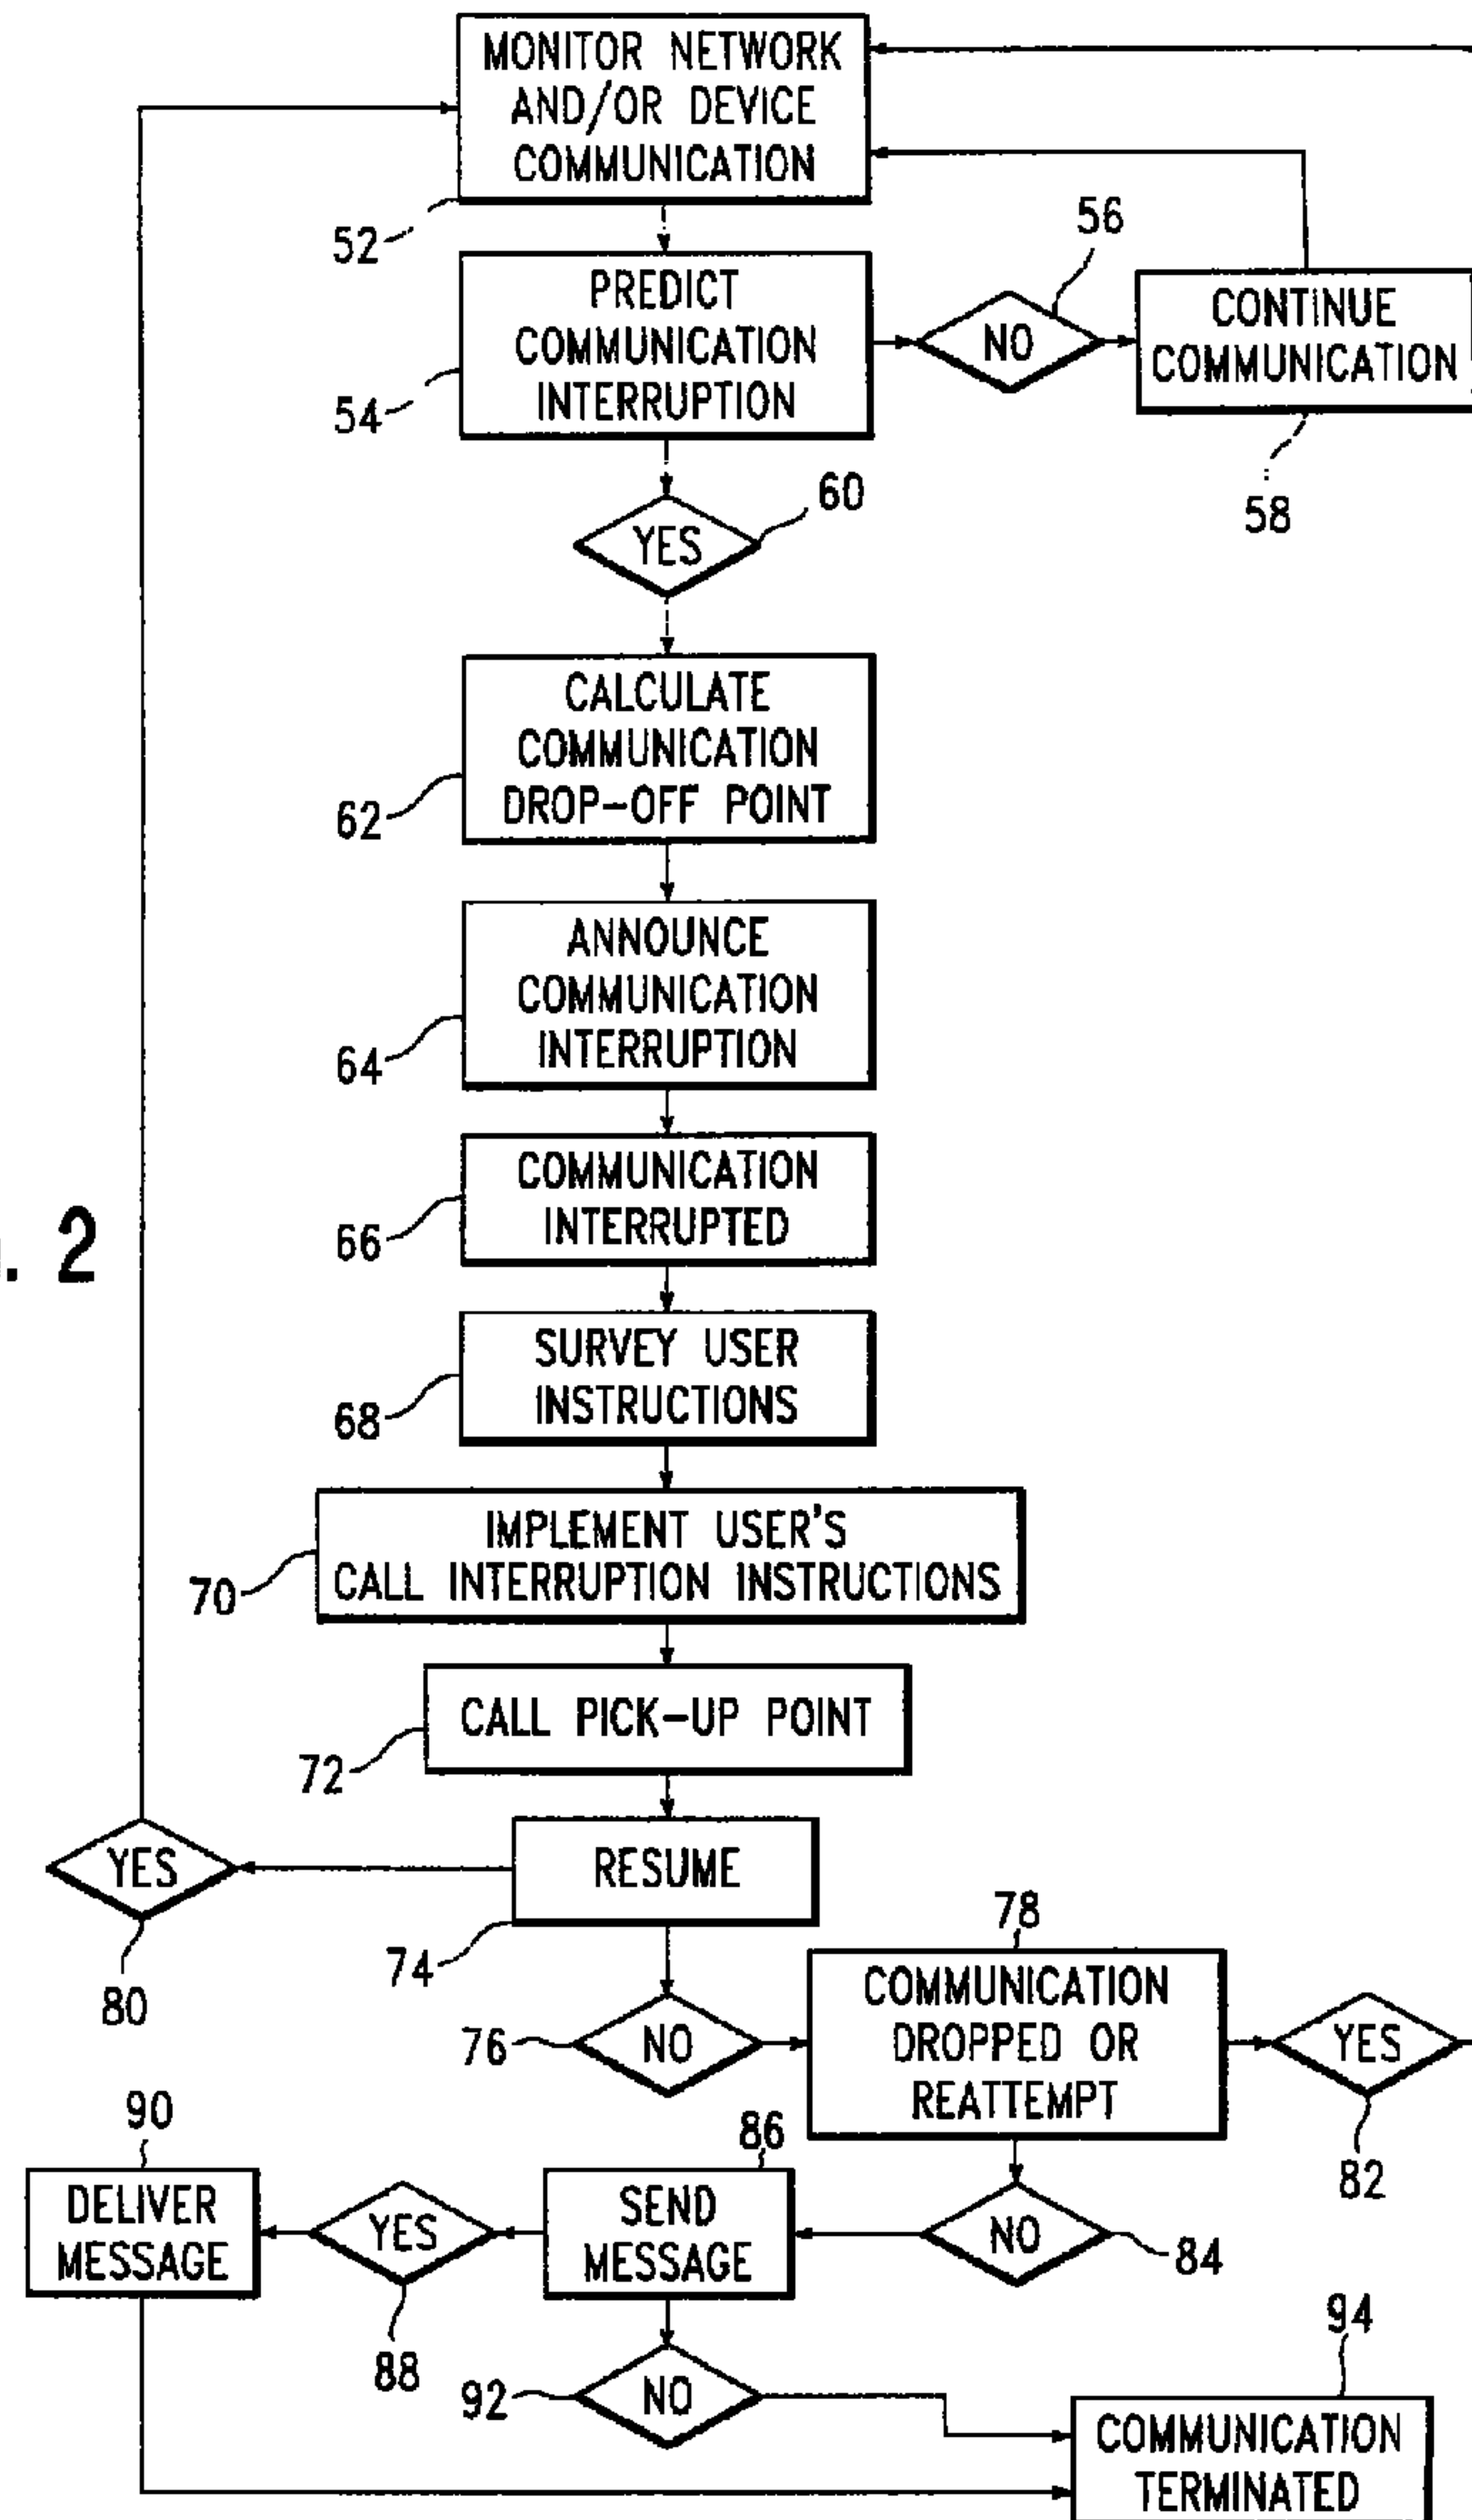 MONITOR NETWORK
AND/OR DEVICE
COMMUNICATION
52
PREDICT
COMMUNICATION
INTERRUPTION
54
56
NO
CONTINUE
COMMUNICATION
58
60
YES
CALCULATE
COMMUNICATION
DROP-OFF POINT
62
ANNOUNCE
COMMUNICATION
INTERRUPTION
64
COMMUNICATION
INTERRUPTED
66
. 2
SURVEY USER
INSTRUCTIONS
68
IMPLEMENT USER'S
CALL INTERRUPTION INSTRUCTIONS
70
CALL PICK-UP POINT
72
YES
80
RESUME
74
76
NO
78
COMMUNICATION
DROPPED OR
REATTEMPT
YES
82
90
DELIVER
MESSAGE
YES
88
86
SEND
MESSAGE
NO
84
92
NO
94
COMMUNICATION
TERMINATED